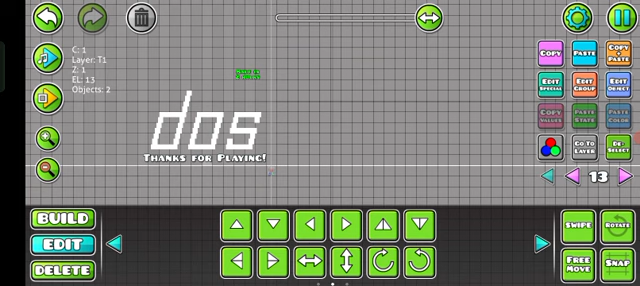 C: 1
Layer: T1
Z: 1
EL: 13
Objects: 2
dos
Thanks for Playing!
COPY
PASTE
COPY + PASTE
EDIT SPECIAL
EDIT GROUP
EDIT OBJECT
COPY VALUES
PASTE STATE
PASTE COLOR
GO TO LAYER
DE-SELECT
13
BUILD
EDIT
DELETE
SWIPE
ROTATE
FREE MOVE
SNAP